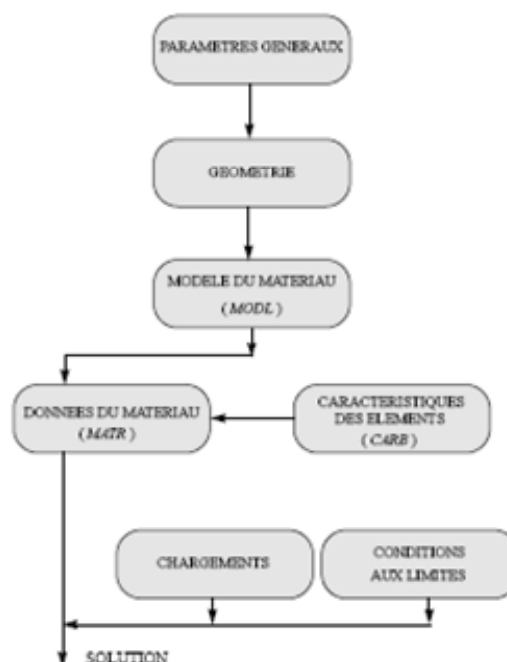 PARAMETRES GENERAUX
GEOMETRIE
MODELE DU MATERIAU
( MODL )
DONNEES DU MATERIAU
( MATR )
CARACTERISTIQUES
DES ELEMENTS
( CARB )
CHARGEMENTS
CONDITIONS
AUX LIMITES
SOLUTION